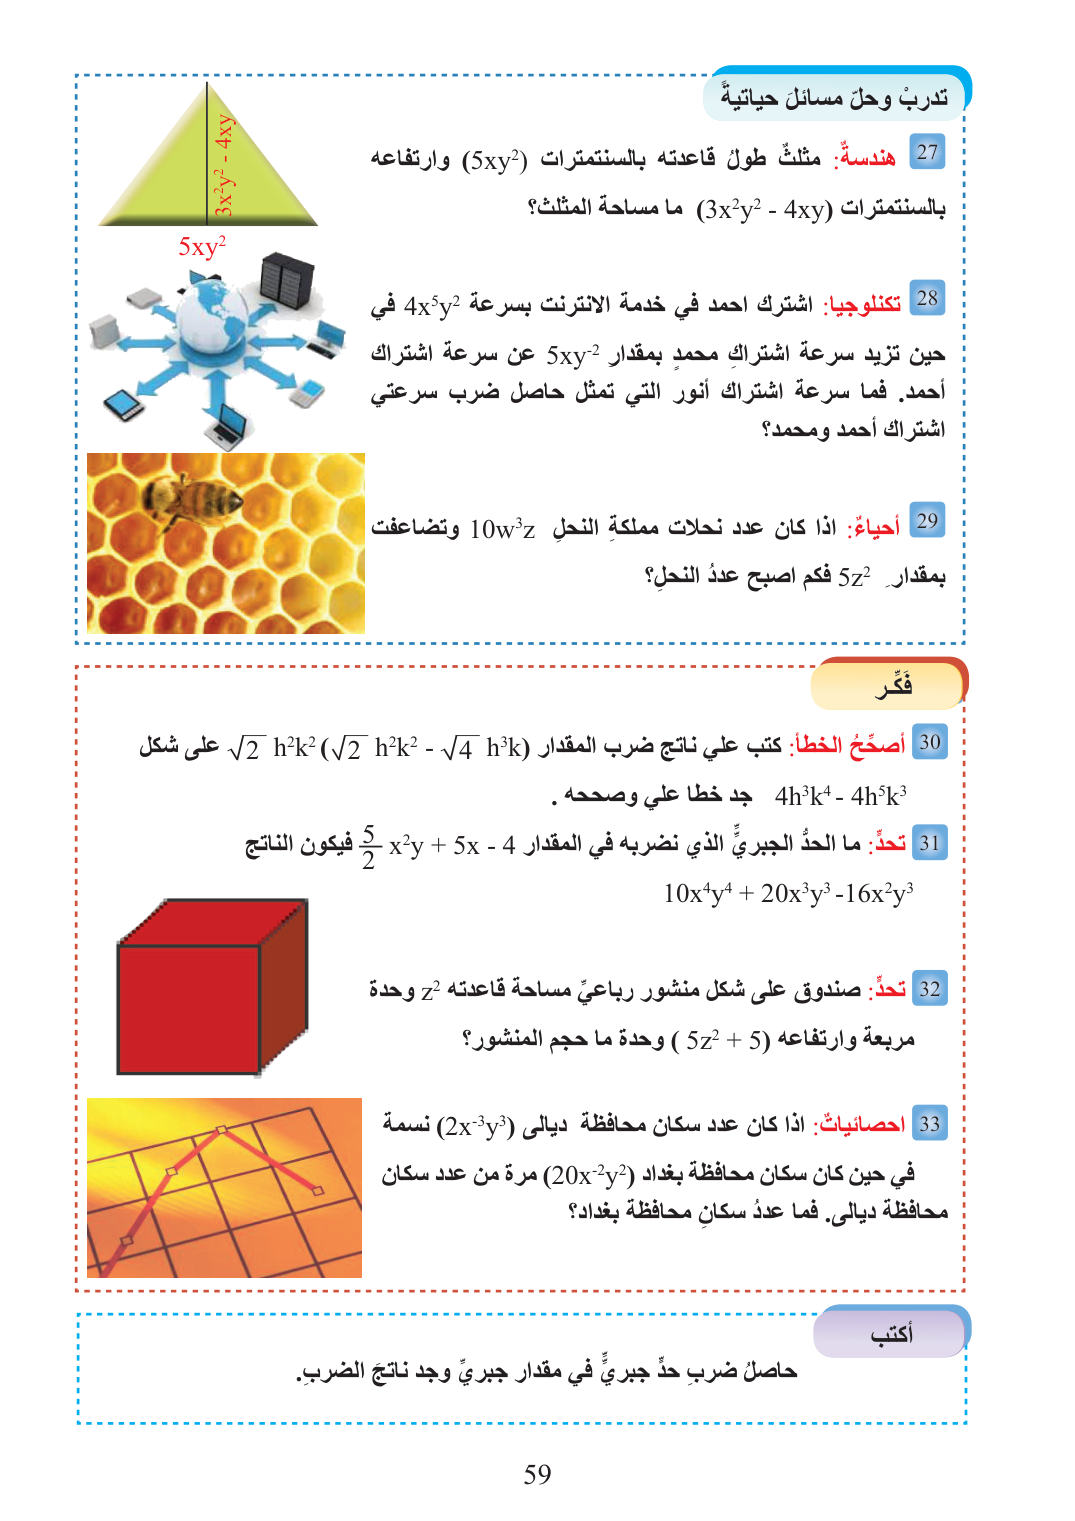 تدربْ وحلّ مسائلَ حياتيةً
27 هندسةٌ: مثلثٌ طولُ قاعدته بالسنتمترات (5xy²) وارتفاعه
بالسنتمترات (3x²y² - 4xy) ما مساحة المثلث؟
3x²y² - 4xy
5xy²
28 تكنلوجيا: اشترك احمد في خدمة الانترنت بسرعة 4x⁵y² في
حين تزيد سرعة اشتراكِ محمدٍ بمقدارِ 5xy⁻² عن سرعة اشتراك
أحمد. فما سرعة اشتراك أنور التي تمثل حاصل ضرب سرعتي
اشتراك أحمد ومحمد؟
29 أحياءٌ: اذا كان عدد نحلات مملكةِ النحلِ 10w³z وتضاعفت
بمقدارِ 5z² فكم اصبح عددُ النحلِ؟
فَكِّر
30 أصحِّحُ الخطأ: كتب علي ناتج ضرب المقدار √2 h²k² (√2 h²k² - √4 h³k) على شكل
4h³k⁴ - 4h⁵k³ جد خطا علي وصححه .
31 تحدٍّ: ما الحدُّ الجبريٍّ الذي نضربه في المقدار 5/2 x²y + 5x - 4 فيكون الناتج
10x⁴y⁴ + 20x³y³ -16x²y³
32 تحدٍّ: صندوق على شكل منشور رباعيِّ مساحة قاعدته z² وحدة
مربعة وارتفاعه (5z² + 5) وحدة ما حجم المنشور؟
33 احصائياتٌ: اذا كان عدد سكان محافظة ديالى (2x⁻³y³) نسمة
في حين كان سكان محافظة بغداد (20x⁻²y²) مرة من عدد سكان
محافظة ديالى. فما عددُ سكانِ محافظة بغداد؟
أكتب
حاصلُ ضربِ حدٍّ جبريٍّ في مقدار جبريِّ وجد ناتجَ الضربِ.
59